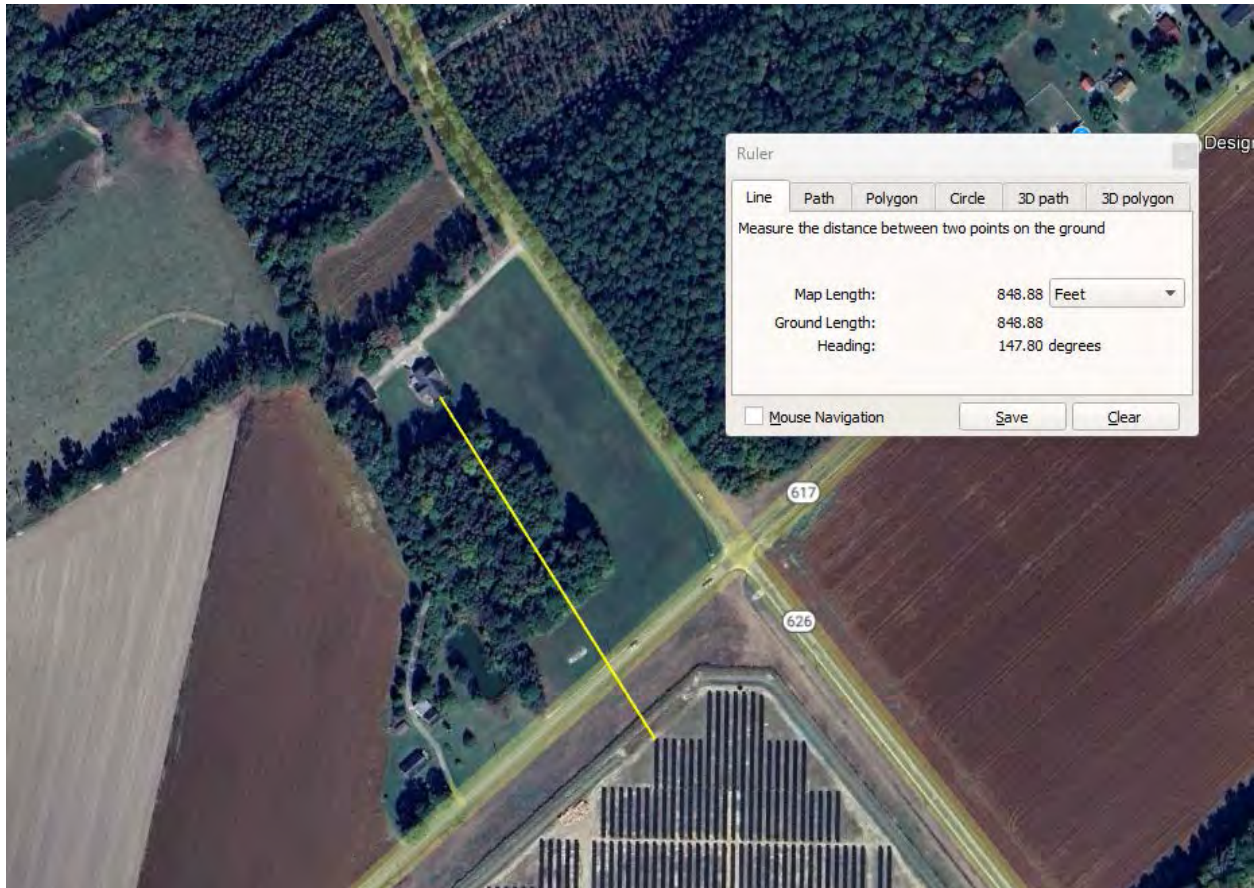 Desig
Ruler
Line Path Polygon Circle 3D path 3D polygon
Measure the distance between two points on the ground
Map Length: 848.88 Feet
Ground Length: 848.88
Heading: 147.80 degrees
Mouse Navigation Save Clear
617
626